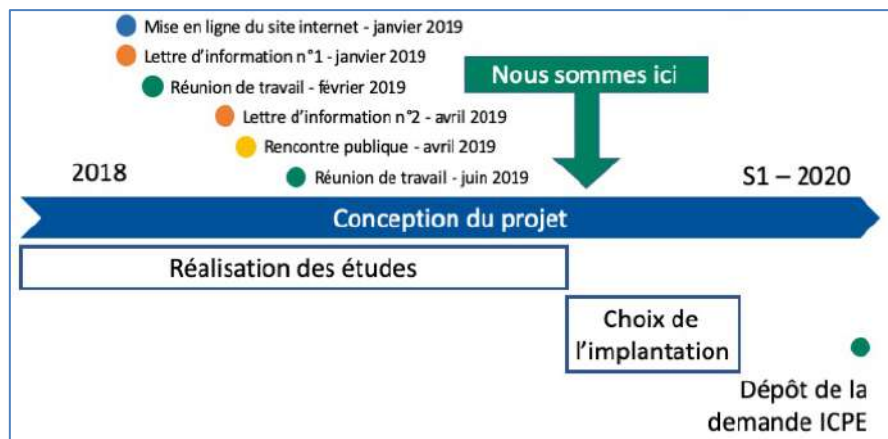 Mise en ligne du site internet - janvier 2019
Lettre d'information n°1 - janvier 2019
Réunion de travail - février 2019
Nous sommes ici
Lettre d'information n°2 - avril 2019
Rencontre publique - avril 2019
Réunion de travail - juin 2019
2018
S1 – 2020
Conception du projet
Réalisation des études
Choix de
l'implantation
Dépôt de la
demande ICPE